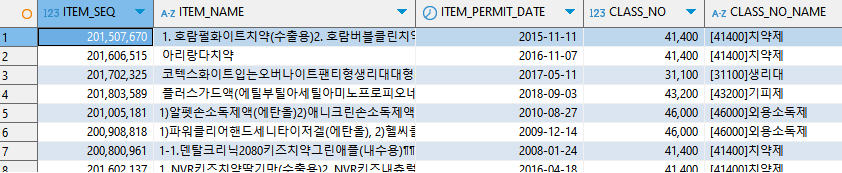 123 ITEM_SEQ A-Z ITEM_NAME ITEM_PERMIT_DATE 123 CLASS_NO A-Z CLASS_NO_NAME
1 201,507,670 1. 호람펄화이트치약(수출용)2. 호람버블클린치약 2015-11-11 41,400 [41400]치약제
2 201,606,515 아리랑다치약 2016-11-07 41,400 [41400]치약제
3 201,702,325 코텍스화이트입는오버나이트팬티형생리대대형 2017-05-11 31,100 [31100]생리대
4 201,803,589 플러스가드액(에틸부틸아세틸아미노프로피오네 2018-09-03 43,200 [43200]기피제
5 201,005,181 1)알펫손소독제액(에탄올)2)애니크린손소독제액 2010-08-27 46,000 [46000]외용소독제
6 200,908,818 1)파워클리어핸드세니타이저겔(에탄올), 2)헬씨올 2009-12-14 46,000 [46000]외용소독제
7 200,800,961 1-1.덴탈크리닉2080키즈치약그린애플(내수용)¶¶ 2008-01-24 41,400 [41400]치약제
8 201,602,137 1. NVR키즈치약딸기맛(수출용)2. NVR키즈내츄럴 2016-04-18 41,400 [41400]치약제